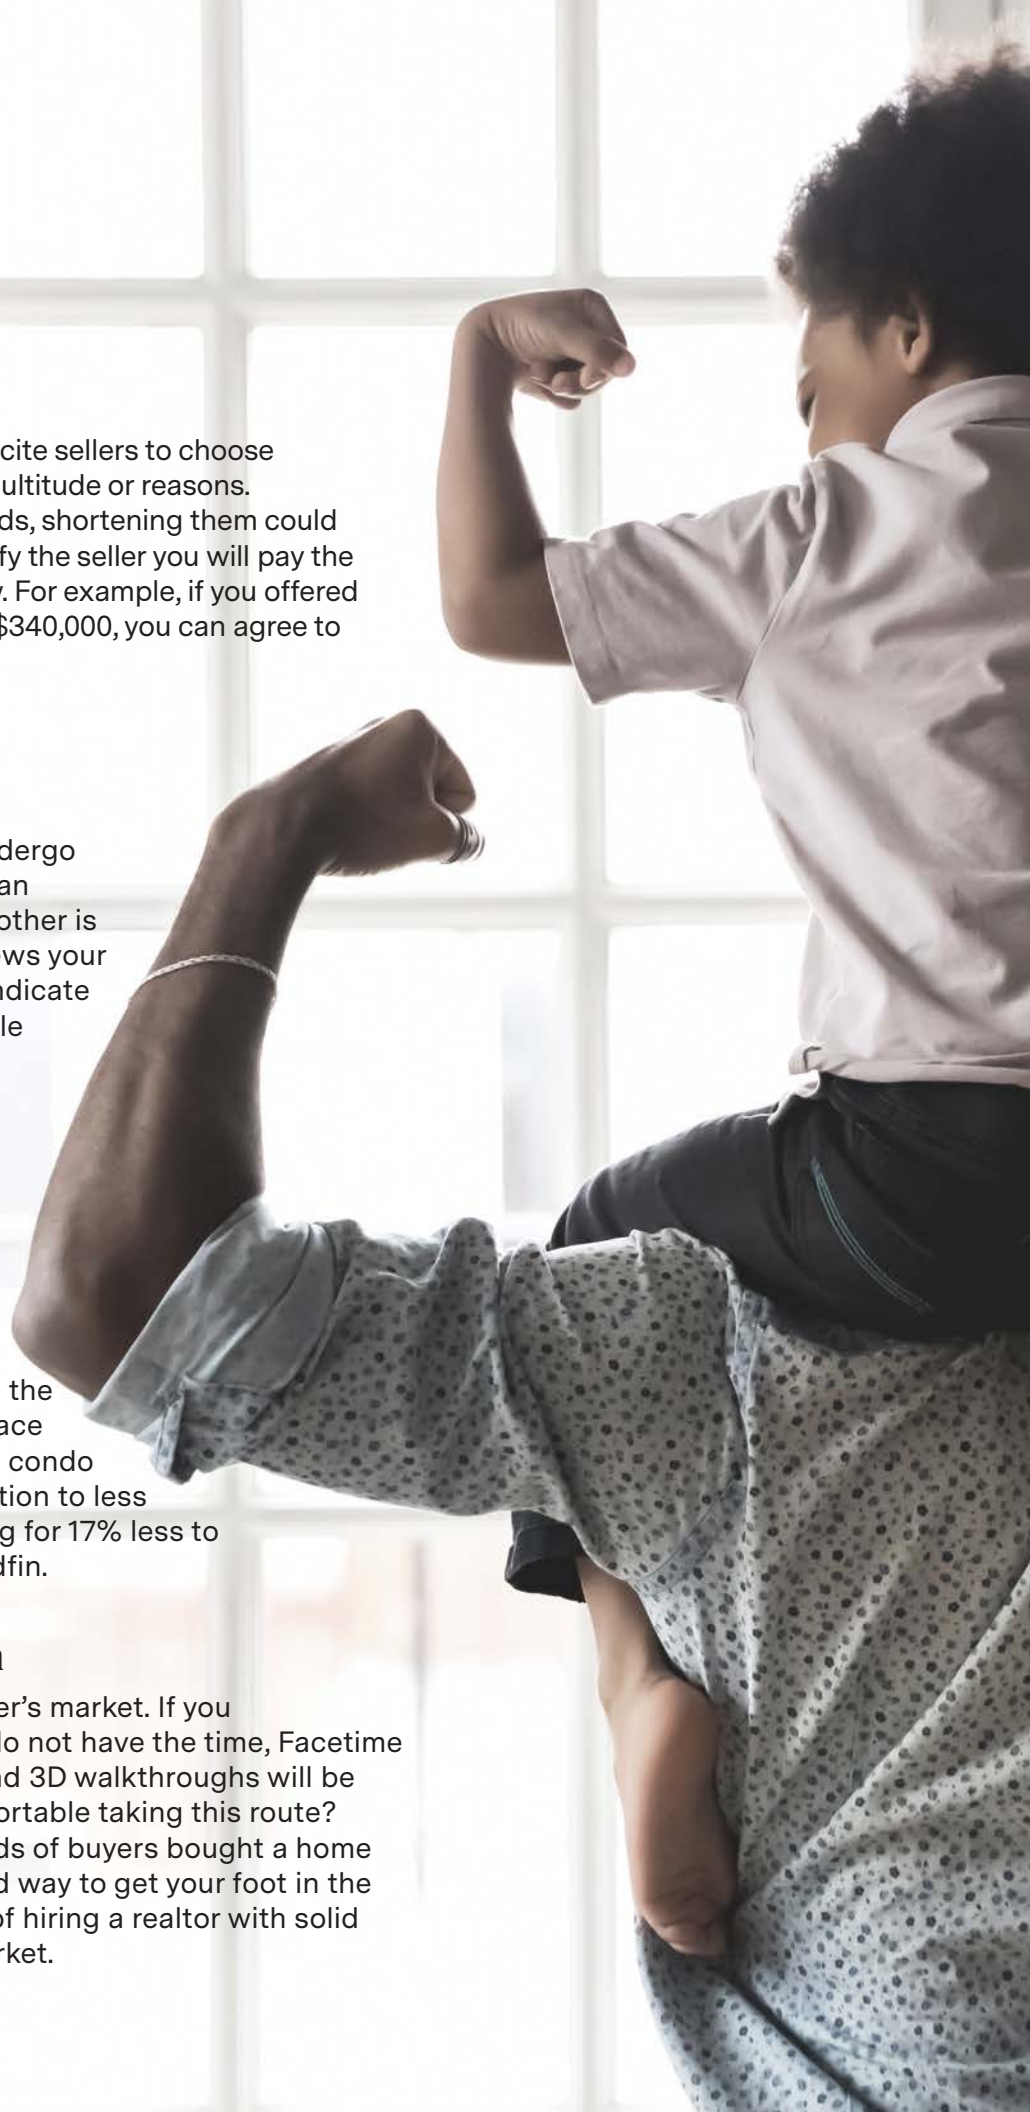 cite sellers to choose
ultitude or reasons.
ds, shortening them could
fy the seller you will pay the
. For example, if you offered
$340,000, you can agree to
dergo
an
other is
ws your
ndicate
le
the
ace
condo
tion to less
g for 17% less to
dfin.
er’s market. If you
do not have the time, Facetime
nd 3D walkthroughs will be
ortable taking this route?
ds of buyers bought a home
d way to get your foot in the
of hiring a realtor with solid
rket.